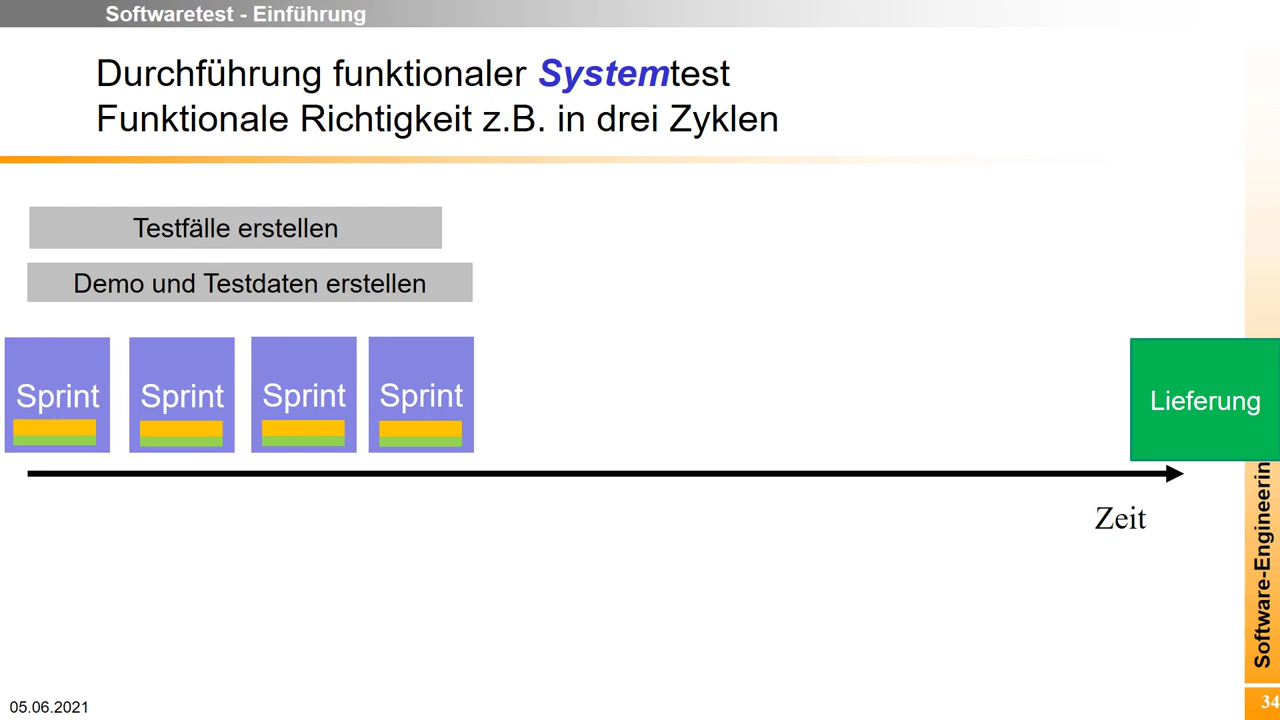 Softwaretest - Einführung
Durchführung funktionaler Systemtest
Funktionale Richtigkeit z.B. in drei Zyklen
Testfälle erstellen
Demo und Testdaten erstellen
Sprint
Sprint
Sprint
Sprint
Lieferung
Zeit
Software-Engineerin
05.06.2021
34